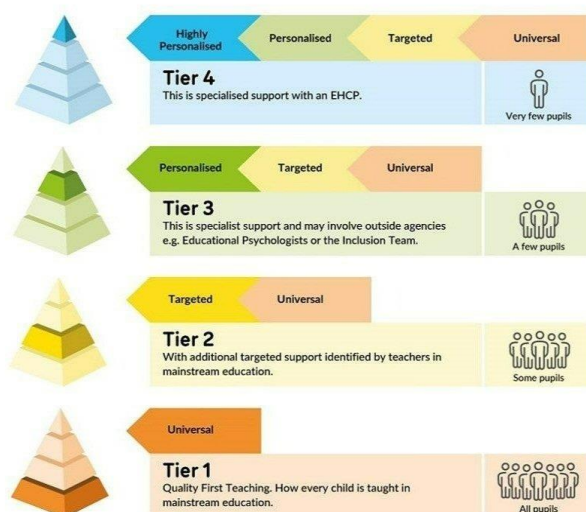 Highly
Personalised
Personalised
Targeted
Universal
Tier 4
This is specialised support with an EHCP.
Very few pupils
Personalised
Targeted
Universal
Tier 3
This is specialist support and may involve outside agencies
e.g. Educational Psychologists or the Inclusion Team.
A few pupils
Targeted
Universal
Tier 2
With additional targeted support identified by teachers in
mainstream education.
Some pupils
Universal
Tier 1
Quality First Teaching. How every child is taught in
mainstream education.
All pupils